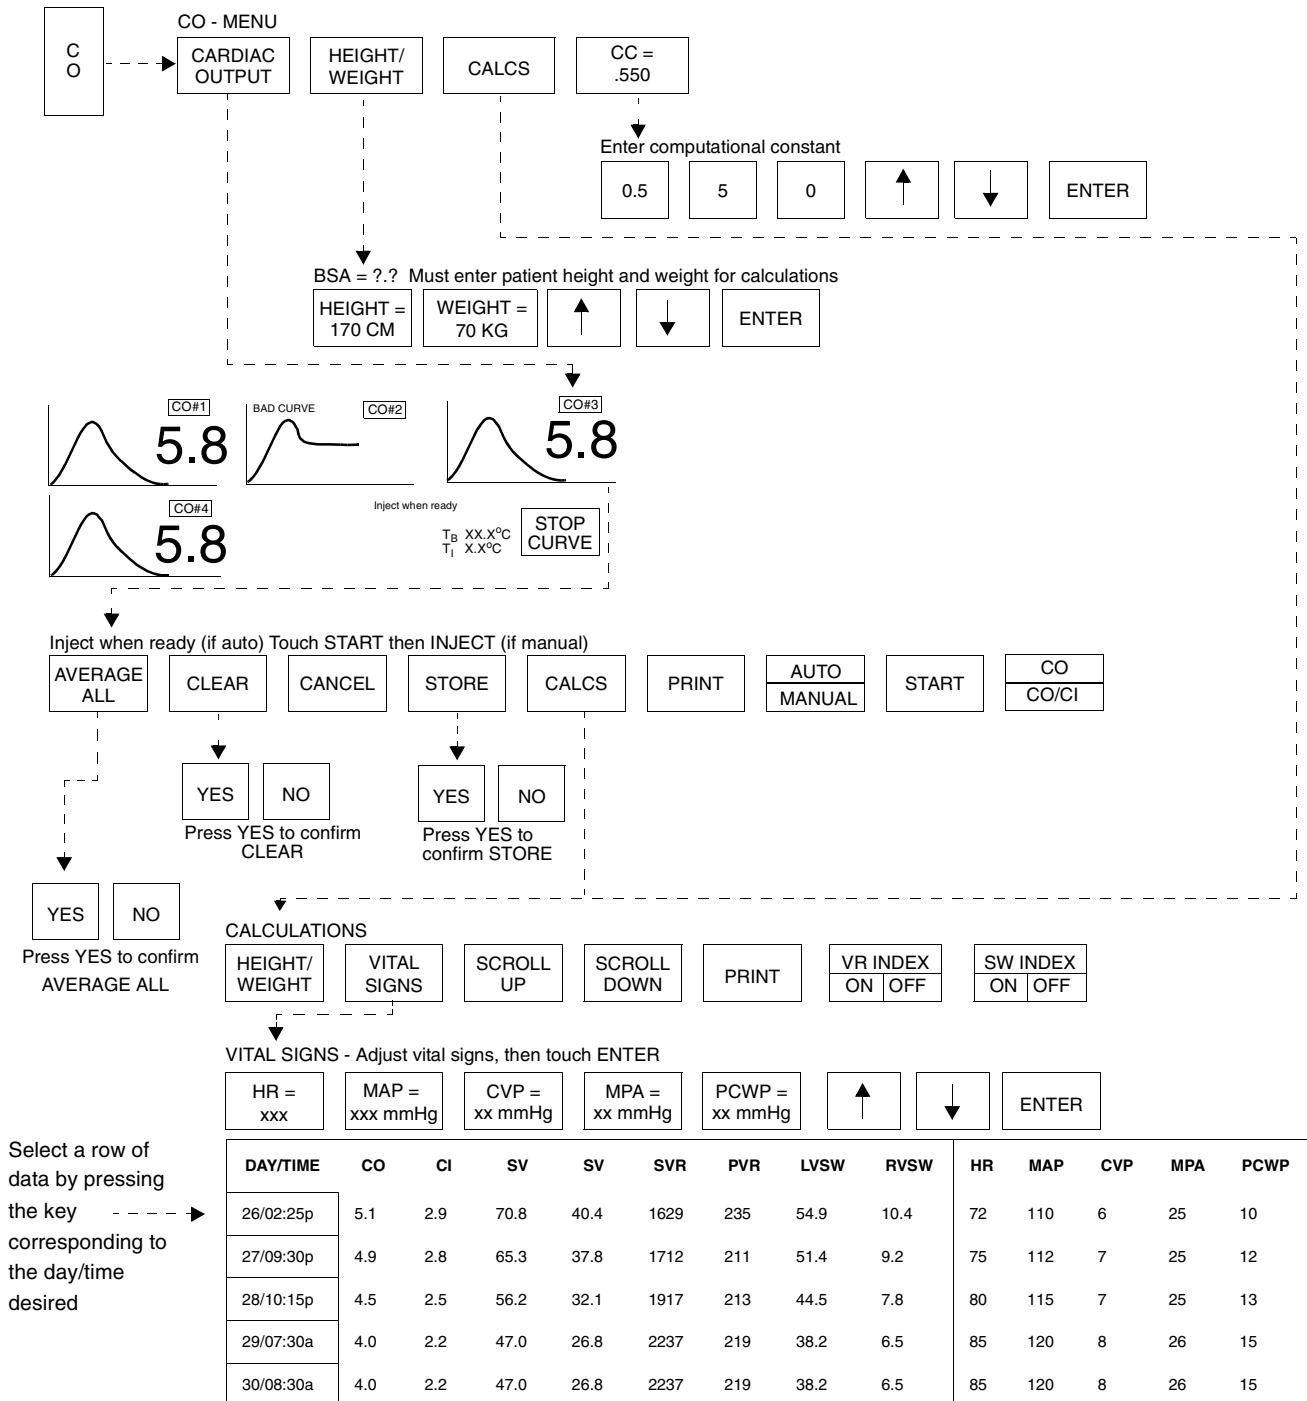 C
O
CO - MENU
CARDIAC
OUTPUT
HEIGHT/
WEIGHT
CALCS
CC =
.550
Enter computational constant
0.5
5
0
ENTER
BSA = ?.? Must enter patient height and weight for calculations
HEIGHT =
170 CM
WEIGHT =
70 KG
ENTER
CO#1
5.8
BAD CURVE
CO#2
CO#3
5.8
CO#4
5.8
Inject when ready
TB XX.X°C
TI X.X°C
STOP
CURVE
Inject when ready (if auto) Touch START then INJECT (if manual)
AVERAGE
ALL
CLEAR
CANCEL
STORE
CALCS
PRINT
AUTO
MANUAL
START
CO
CO/CI
YES
NO
Press YES to confirm
CLEAR
YES
NO
Press YES to
confirm STORE
YES
NO
Press YES to confirm
AVERAGE ALL
CALCULATIONS
HEIGHT/
WEIGHT
VITAL
SIGNS
SCROLL
UP
SCROLL
DOWN
PRINT
VR INDEX
ON OFF
SW INDEX
ON OFF
VITAL SIGNS - Adjust vital signs, then touch ENTER
HR =
xxx
MAP =
xxx mmHg
CVP =
xx mmHg
MPA =
xx mmHg
PCWP =
xx mmHg
ENTER
Select a row of
data by pressing
the key
corresponding to
the day/time
desired
DAY/TIME CO CI SV SV SVR PVR LVSW RVSW HR MAP CVP MPA PCWP
26/02:25p 5.1 2.9 70.8 40.4 1629 235 54.9 10.4 72 110 6 25 10
27/09:30p 4.9 2.8 65.3 37.8 1712 211 51.4 9.2 75 112 7 25 12
28/10:15p 4.5 2.5 56.2 32.1 1917 213 44.5 7.8 80 115 7 25 13
29/07:30a 4.0 2.2 47.0 26.8 2237 219 38.2 6.5 85 120 8 26 15
30/08:30a 4.0 2.2 47.0 26.8 2237 219 38.2 6.5 85 120 8 26 15